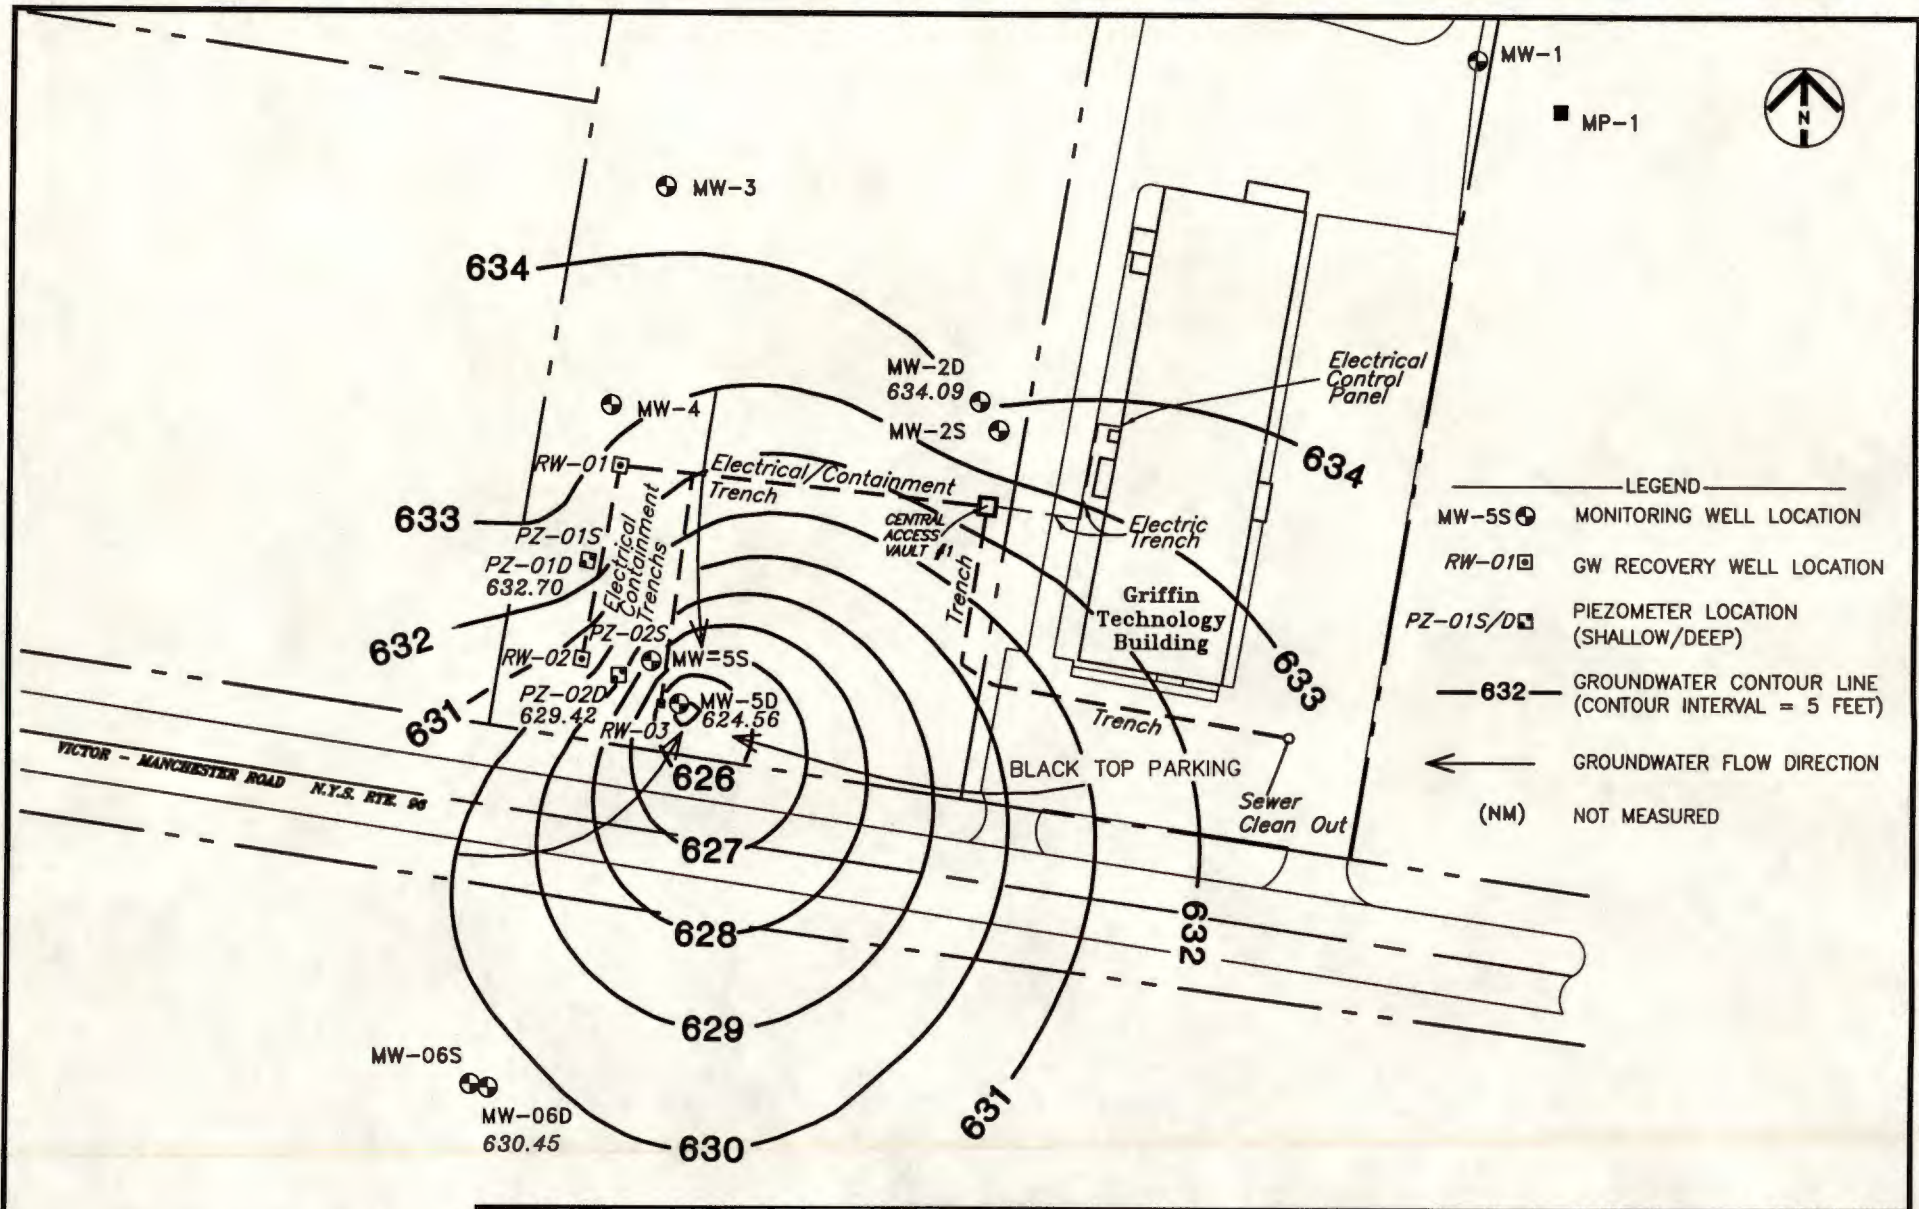 MW-1
MP-1
N
MW-3
634
MW-2D
634.09
MW-2S
MW-4
Electrical
Control
Panel
634
RW-01
Electrical/Containment
Trench
633
PZ-01S
PZ-01D
632.70
Electrical
Containment
Trenchs
CENTRAL
ACCESS
VAULT #1
Electric
Trench
Trench
Griffin
Technology
Building
632
PZ-02S
RW-02
MW=5S
633
PZ-02D
629.42
MW-5D
624.56
RW-03
631
Trench
VICTOR - MANCHESTER ROAD N.Y.S. RTE. 96
626
BLACK TOP PARKING
Sewer
Clean Out
627
628
632
629
MW-06S
MW-06D
630.45
630
631
LEGEND
MW-5S MONITORING WELL LOCATION
RW-01 GW RECOVERY WELL LOCATION
PZ-01S/D PIEZOMETER LOCATION
(SHALLOW/DEEP)
632 GROUNDWATER CONTOUR LINE
(CONTOUR INTERVAL = 5 FEET)
GROUNDWATER FLOW DIRECTION
(NM) NOT MEASURED